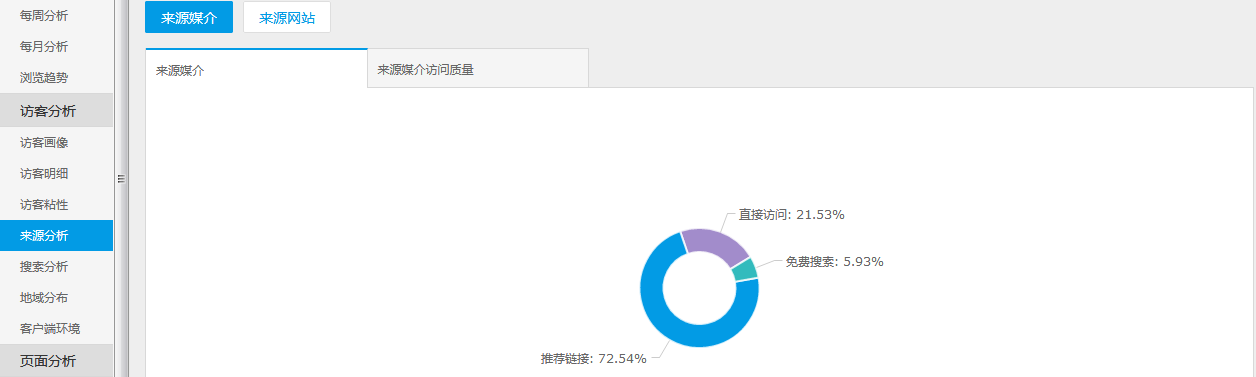 每周分析
每月分析
浏览趋势
访客分析
访客画像
访客明细
访客粘性
来源分析
搜素分析
地域分布
客户端环境
页面分析
来源媒介
来源网站
来源媒介
来源媒介访问质量
直接访问: 21.53%
免费搜索: 5.93%
推荐链接: 72.54%